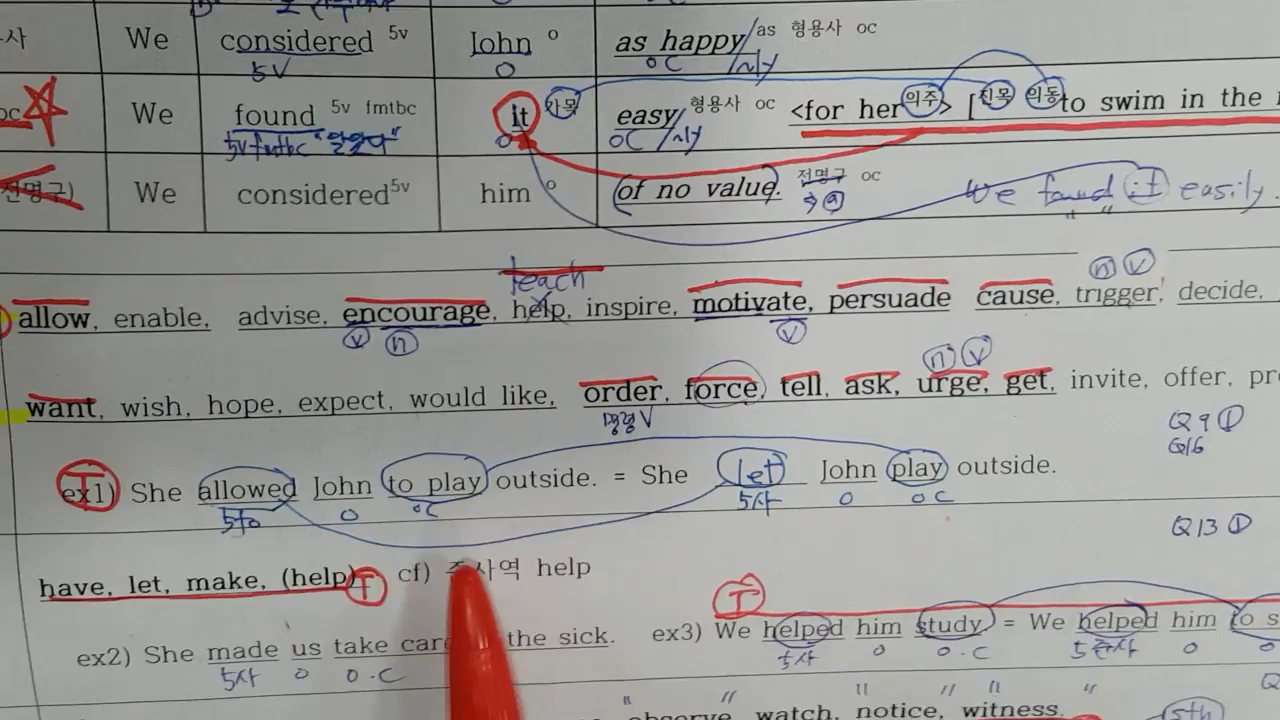 사 We considered 5v John o as happy/as 형용사 oc
5V O OC /~ly
oc We found 5v fmtbc it 가목 easy/형용사 oc <for her 의주> [진목 의동 to swim in the
5V fmtbc "알았다" O OC /~ly
전명구) We considered 5v him o of no value. 전명구 oc We found it easily.
⇒ ⓐ
teach ⓝ ⓥ
allow, enable, advise, encourage, help, inspire, motivate, persuade cause, trigger, decide,
ⓥ ⓝ ⓥ
ⓝ ⓥ
want, wish, hope, expect, would like, order, force, tell, ask, urge, get, invite, offer,
명령V Q9①
Q16
T
ex1) She allowed John to play outside. = She let John play outside.
O OC 5사 O OC
Q13①
have, let, make, (help) T cf) 준사역 help
T
ex2) She made us take care the sick. ex3) We helped him study = We helped him to s
5사 O O.C 5사 O O.C O
observe, watch, notice, witness.